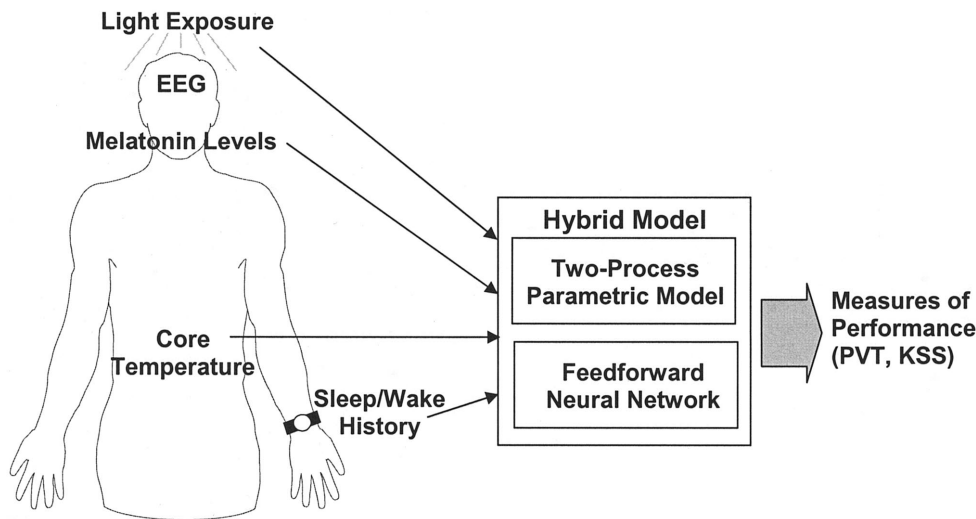 Light Exposure
EEG
Melatonin Levels
Core
Temperature
Sleep/Wake
History
Hybrid Model
Two-Process
Parametric Model
Feedforward
Neural Network
Measures of
Performance
(PVT, KSS)